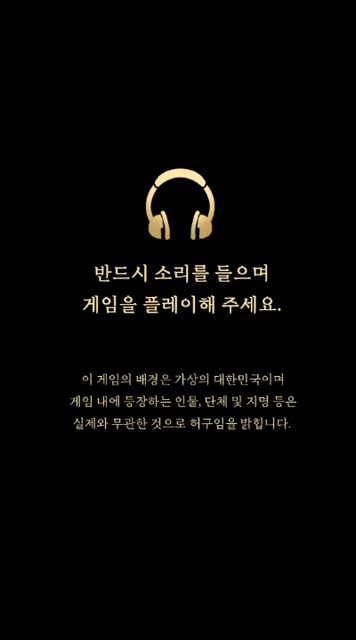 반드시 소리를 들으며
게임을 플레이해 주세요.
이 게임의 배경은 가상의 대한민국이며
게임 내에 등장하는 인물, 단체 및 지명 등은
실제와 무관한 것으로 허구임을 밝힙니다.